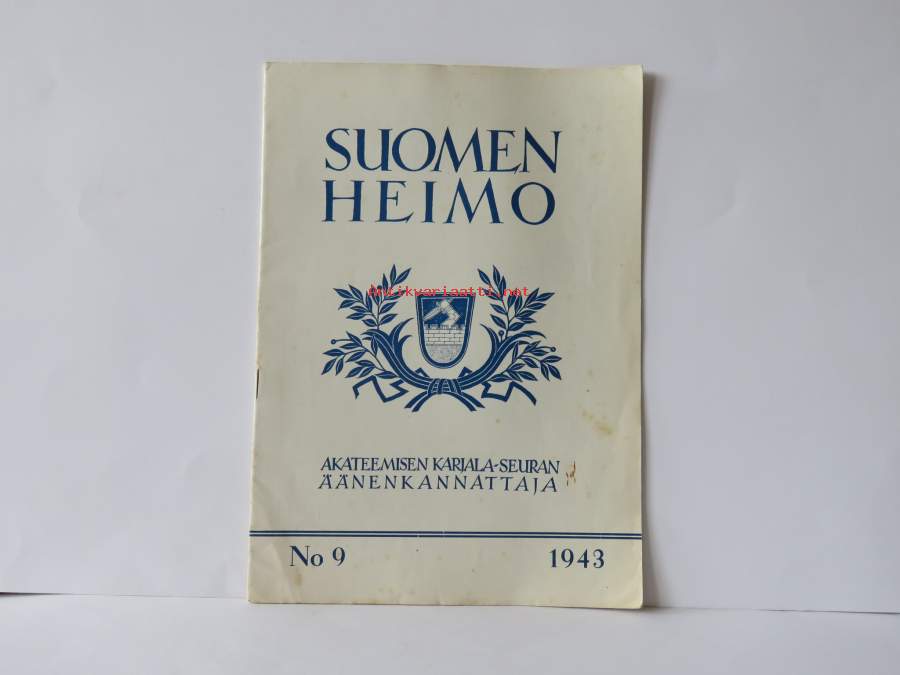 SUOMEN
HEIMO
antikvariaatti.net
AKATEEMISEN KARJALA-SEURAN
ÄÄNENKANNATTAJA
No 9 1943